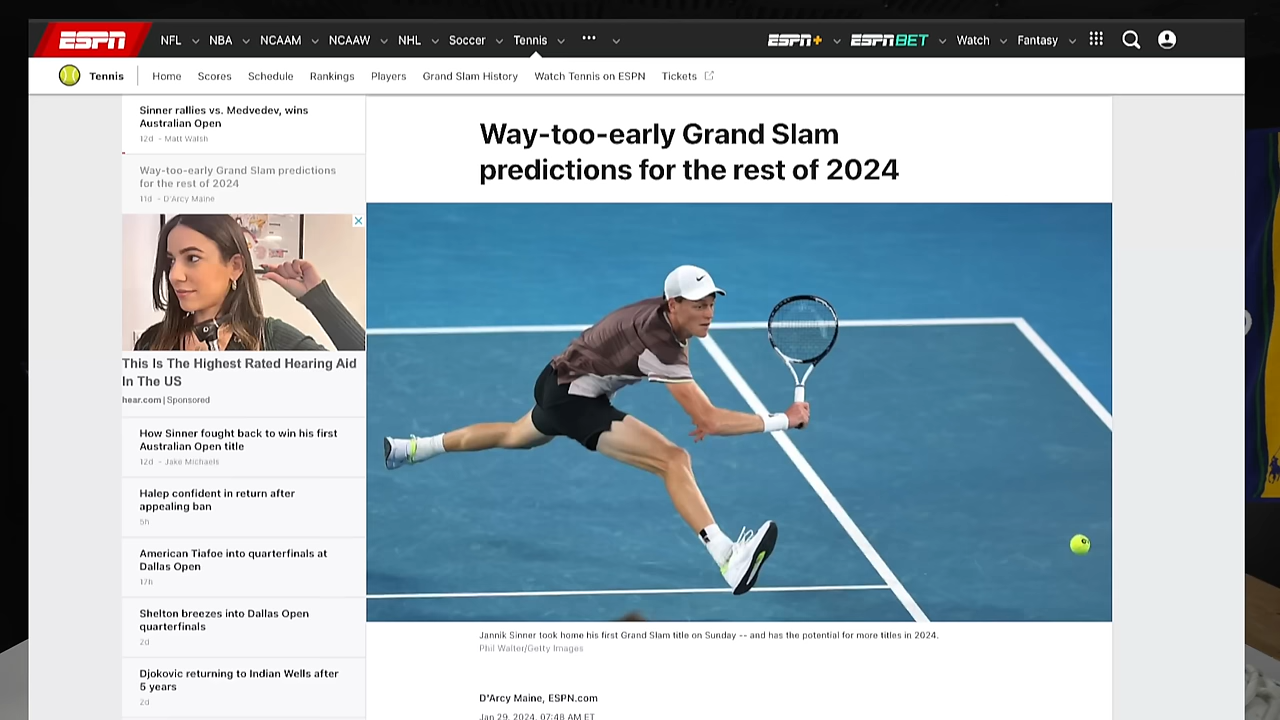 ESPN NFL NBA NCAAM NCAAW NHL Soccer Tennis ESPN+ ESPN BET Watch Fantasy
Tennis Home Scores Schedule Rankings Players Grand Slam History Watch Tennis on ESPN Tickets
Sinner rallies vs. Medvedev, wins
Australian Open
12d - Matt Walsh
Way-too-early Grand Slam predictions
for the rest of 2024
11d - D'Arcy Maine
This Is The Highest Rated Hearing Aid
In The US
hear.com | Sponsored
How Sinner fought back to win his first
Australian Open title
12d - Jake Michaels
Halep confident in return after
appealing ban
5h
American Tiafoe into quarterfinals at
Dallas Open
17h
Shelton breezes into Dallas Open
quarterfinals
2d
Djokovic returning to Indian Wells after
5 years
2d
Way-too-early Grand Slam
predictions for the rest of 2024
Jannik Sinner took home his first Grand Slam title on Sunday -- and has the potential for more titles in 2024.
Phil Walter/Getty Images
D'Arcy Maine, ESPN.com
Jan 29, 2024, 07:48 AM ET